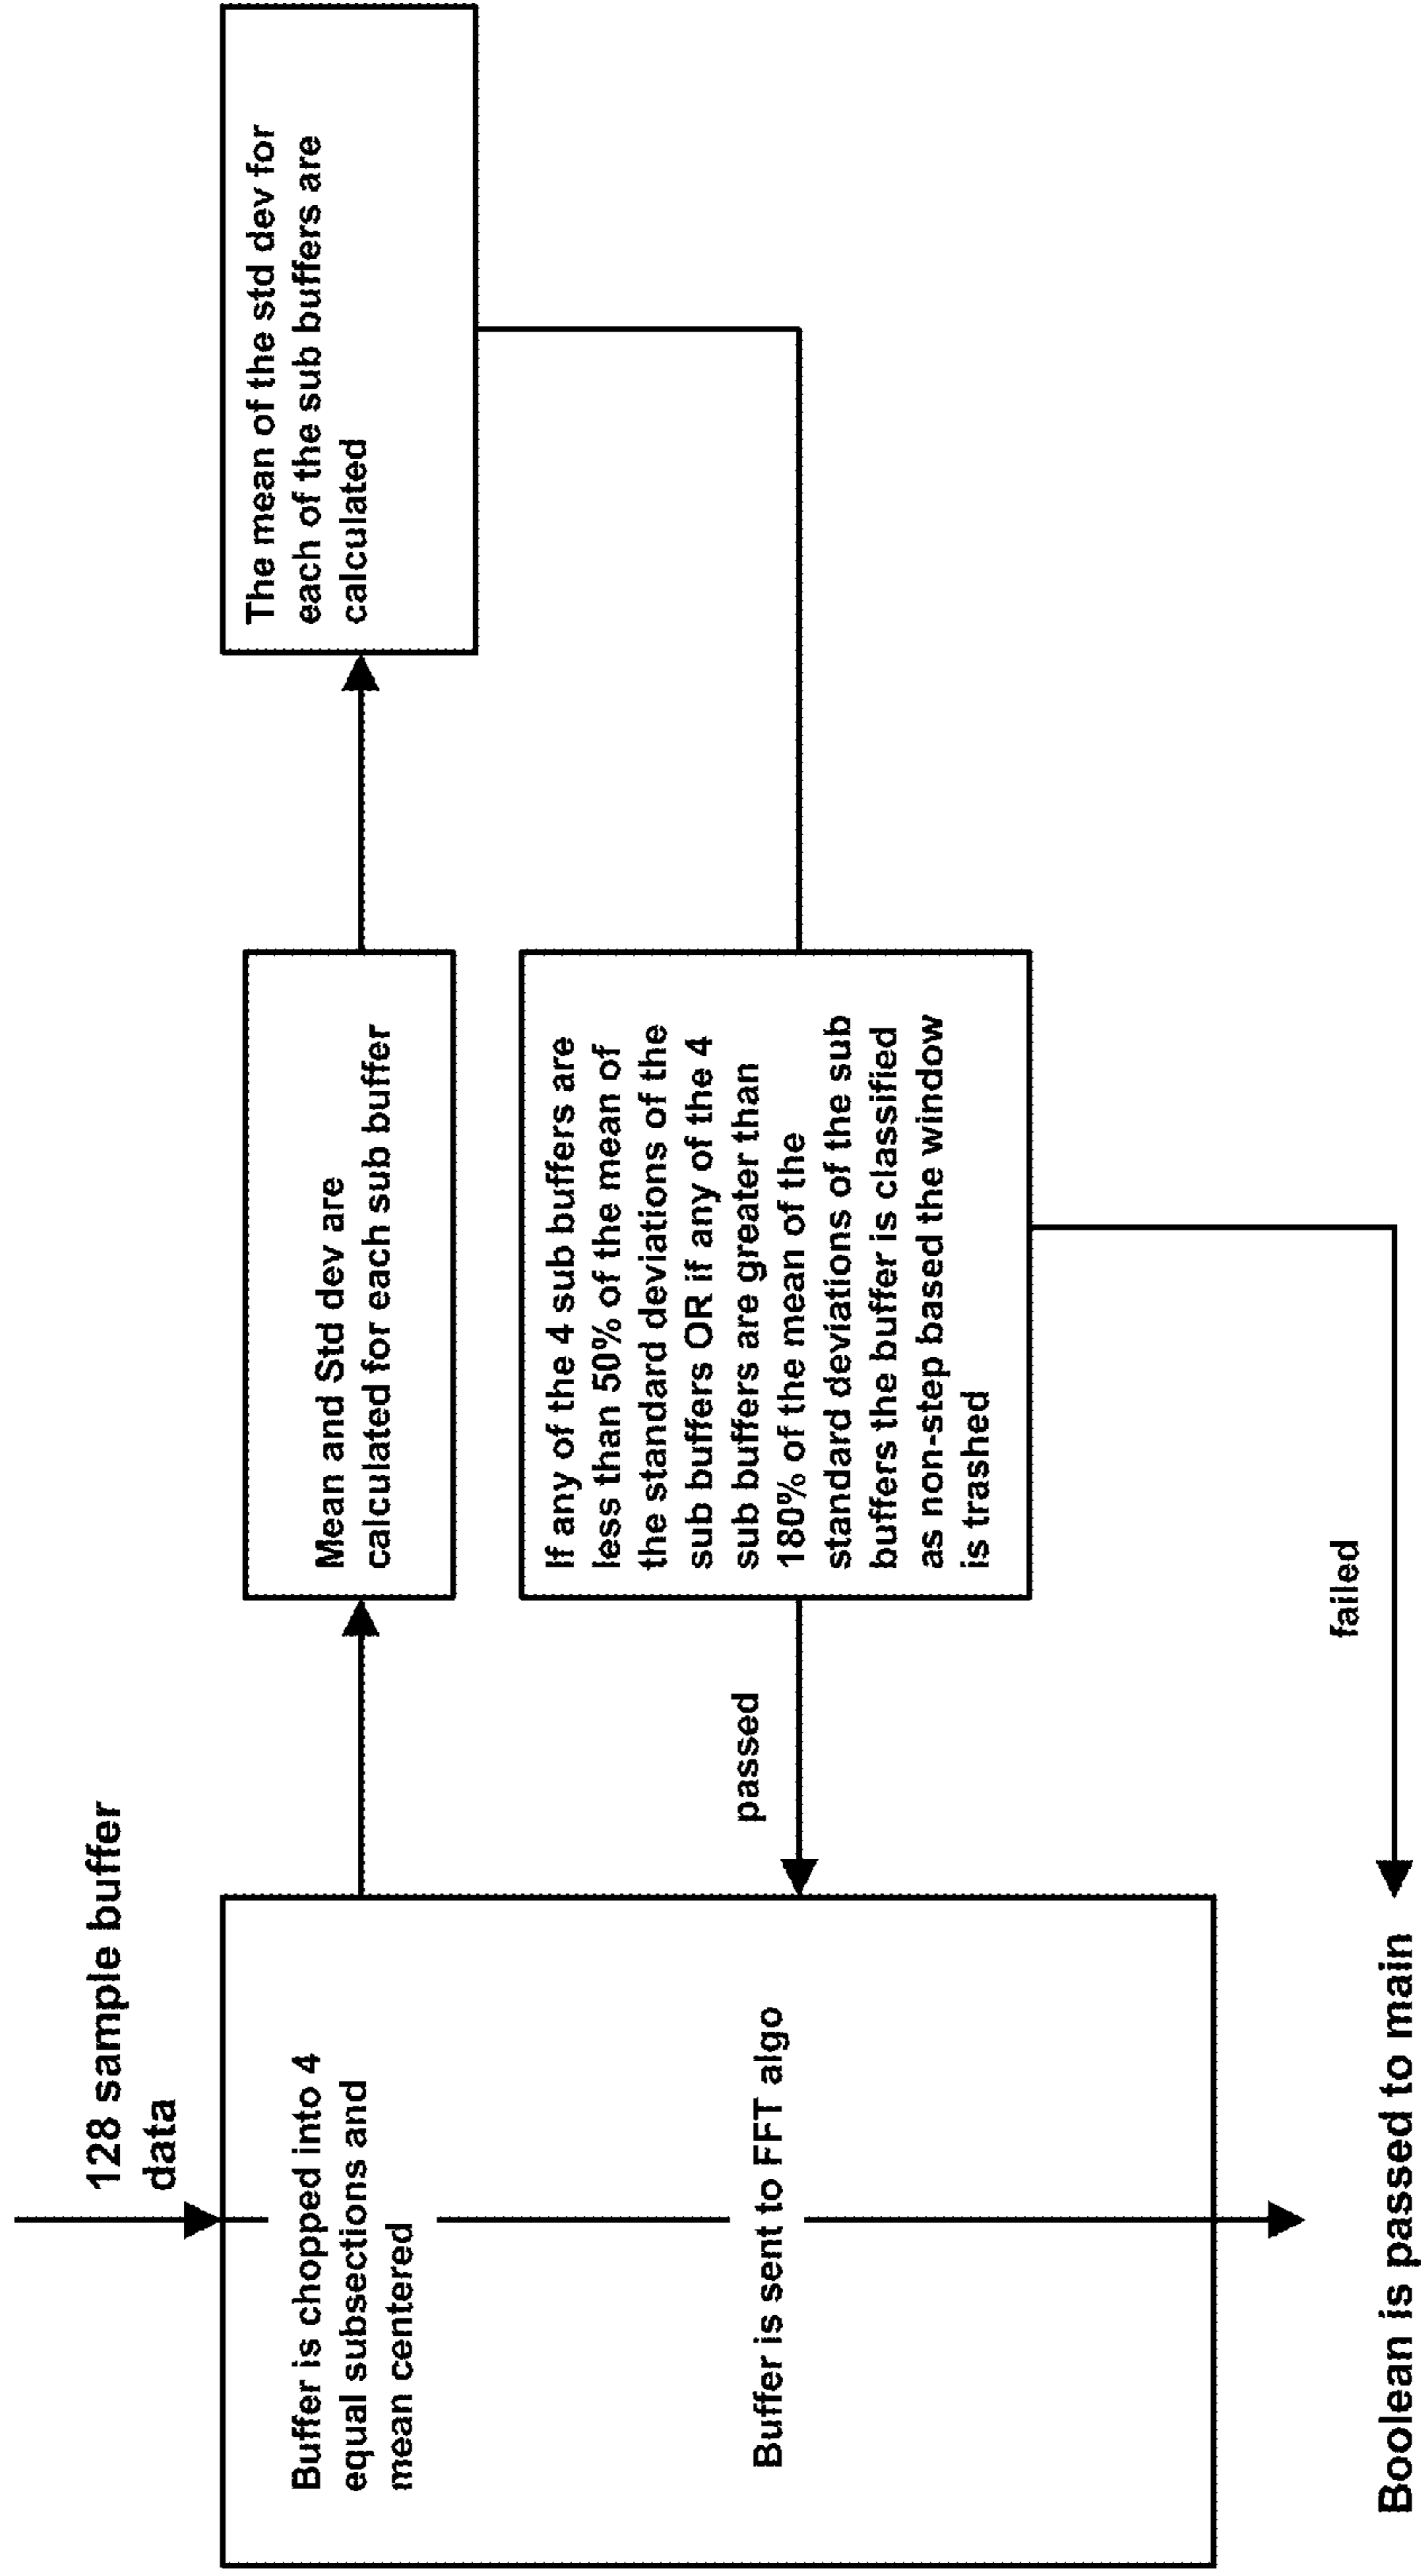 128 sample buffer
data
Buffer is chopped into 4
equal subsections and
mean centered
Mean and Std dev are
calculated for each sub buffer
The mean of the std dev for
each of the sub buffers are
calculated
If any of the 4 sub buffers are
less than 50% of the mean of
the standard deviations of the
sub buffers OR if any of the 4
sub buffers are greater than
180% of the mean of the
standard deviations of the sub
buffers the buffer is classified
as non-step based the window
is trashed
passed
Buffer is sent to FFT algo
failed
Boolean is passed to main